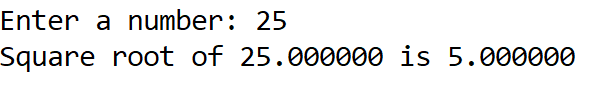 Enter a number: 25
Square root of 25.000000 is 5.000000